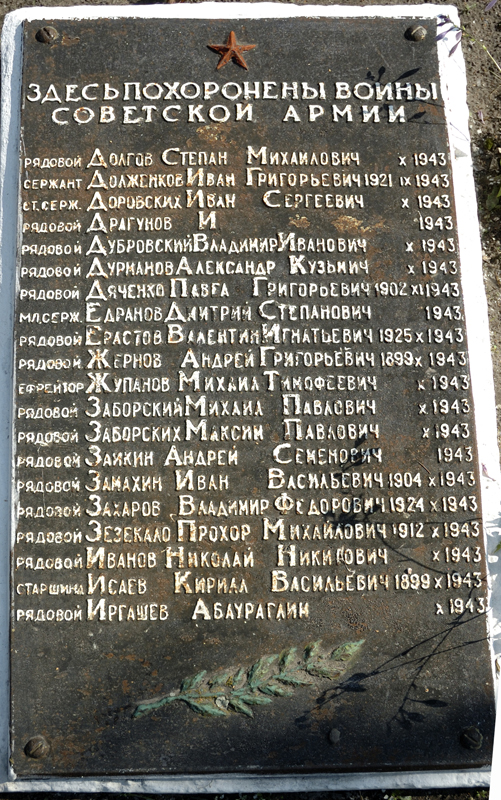 ЗДЕСЬ ПОХОРОНЕНЫ ВОИНЫ
СОВЕТСКОЙ АРМИИ
РЯДОВОЙ ДОЛГОВ СТЕПАН МИХАИЛОВИЧ X 1943
СЕРЖАНТ ДОЛЖЕНКОВ ИВАН ГРИГОРЬЕВИЧ 1921 IX 1943
СТ. СЕРЖ. ДОРОВСКИХ ИВАН СЕРГЕЕВИЧ X 1943
РЯДОВОЙ ДРАГУНОВ И 1943
РЯДОВОЙ ДУБРОВСКИЙ ВЛАДИМИР ИВАНОВИЧ X 1943
РЯДОВОЙ ДУРМАНОВ АЛЕКСАНДР КУЗЬМИЧ X 1943
РЯДОВОЙ ДЯЧЕНКО ПАВЕЛ ГРИГОРЬЕВИЧ 1902 XI 1943
МЛ. СЕРЖ. ЕДРАНОВ ДМИТРИЙ СТЕПАНОВИЧ 1943
РЯДОВОЙ ЕРАСТОВ ВАЛЕНТИН ИГНАТЬЕВИЧ 1925 X 1943
РЯДОВОЙ ЖЕРНОВ АНДРЕЙ ГРИГОРЬЕВИЧ 1899 X 1943
ЕФРЕЙТОР ЖУПАНОВ МИХАИЛ ТИМОФЕЕВИЧ X 1943
РЯДОВОЙ ЗАБОРСКИЙ МИХАИЛ ПАВЛОВИЧ X 1943
РЯДОВОЙ ЗАБОРСКИХ МАКСИМ ПАВЛОВИЧ X 1943
РЯДОВОЙ ЗАИКИН АНДРЕЙ СЕМЕНОВИЧ 1943
РЯДОВОЙ ЗАМАХИН ИВАН ВАСИЛЬЕВИЧ 1904 X 1943
РЯДОВОЙ ЗАХАРОВ ВЛАДИМИР ФЕДОРОВИЧ 1924 X 1943
РЯДОВОЙ ЗЕЗЕКАЛО ПРОХОР МИХАЙЛОВИЧ 1912 X 1943
РЯДОВОЙ ИВАНОВ НИКОЛАЙ НИКИТОВИЧ X 1943
СТАРШИНА ИСАЕВ КИРИЛЛ ВАСИЛЬЕВИЧ 1899 X 1943
РЯДОВОЙ ИРГАШЕВ АБДУРАГАИМ X 1943